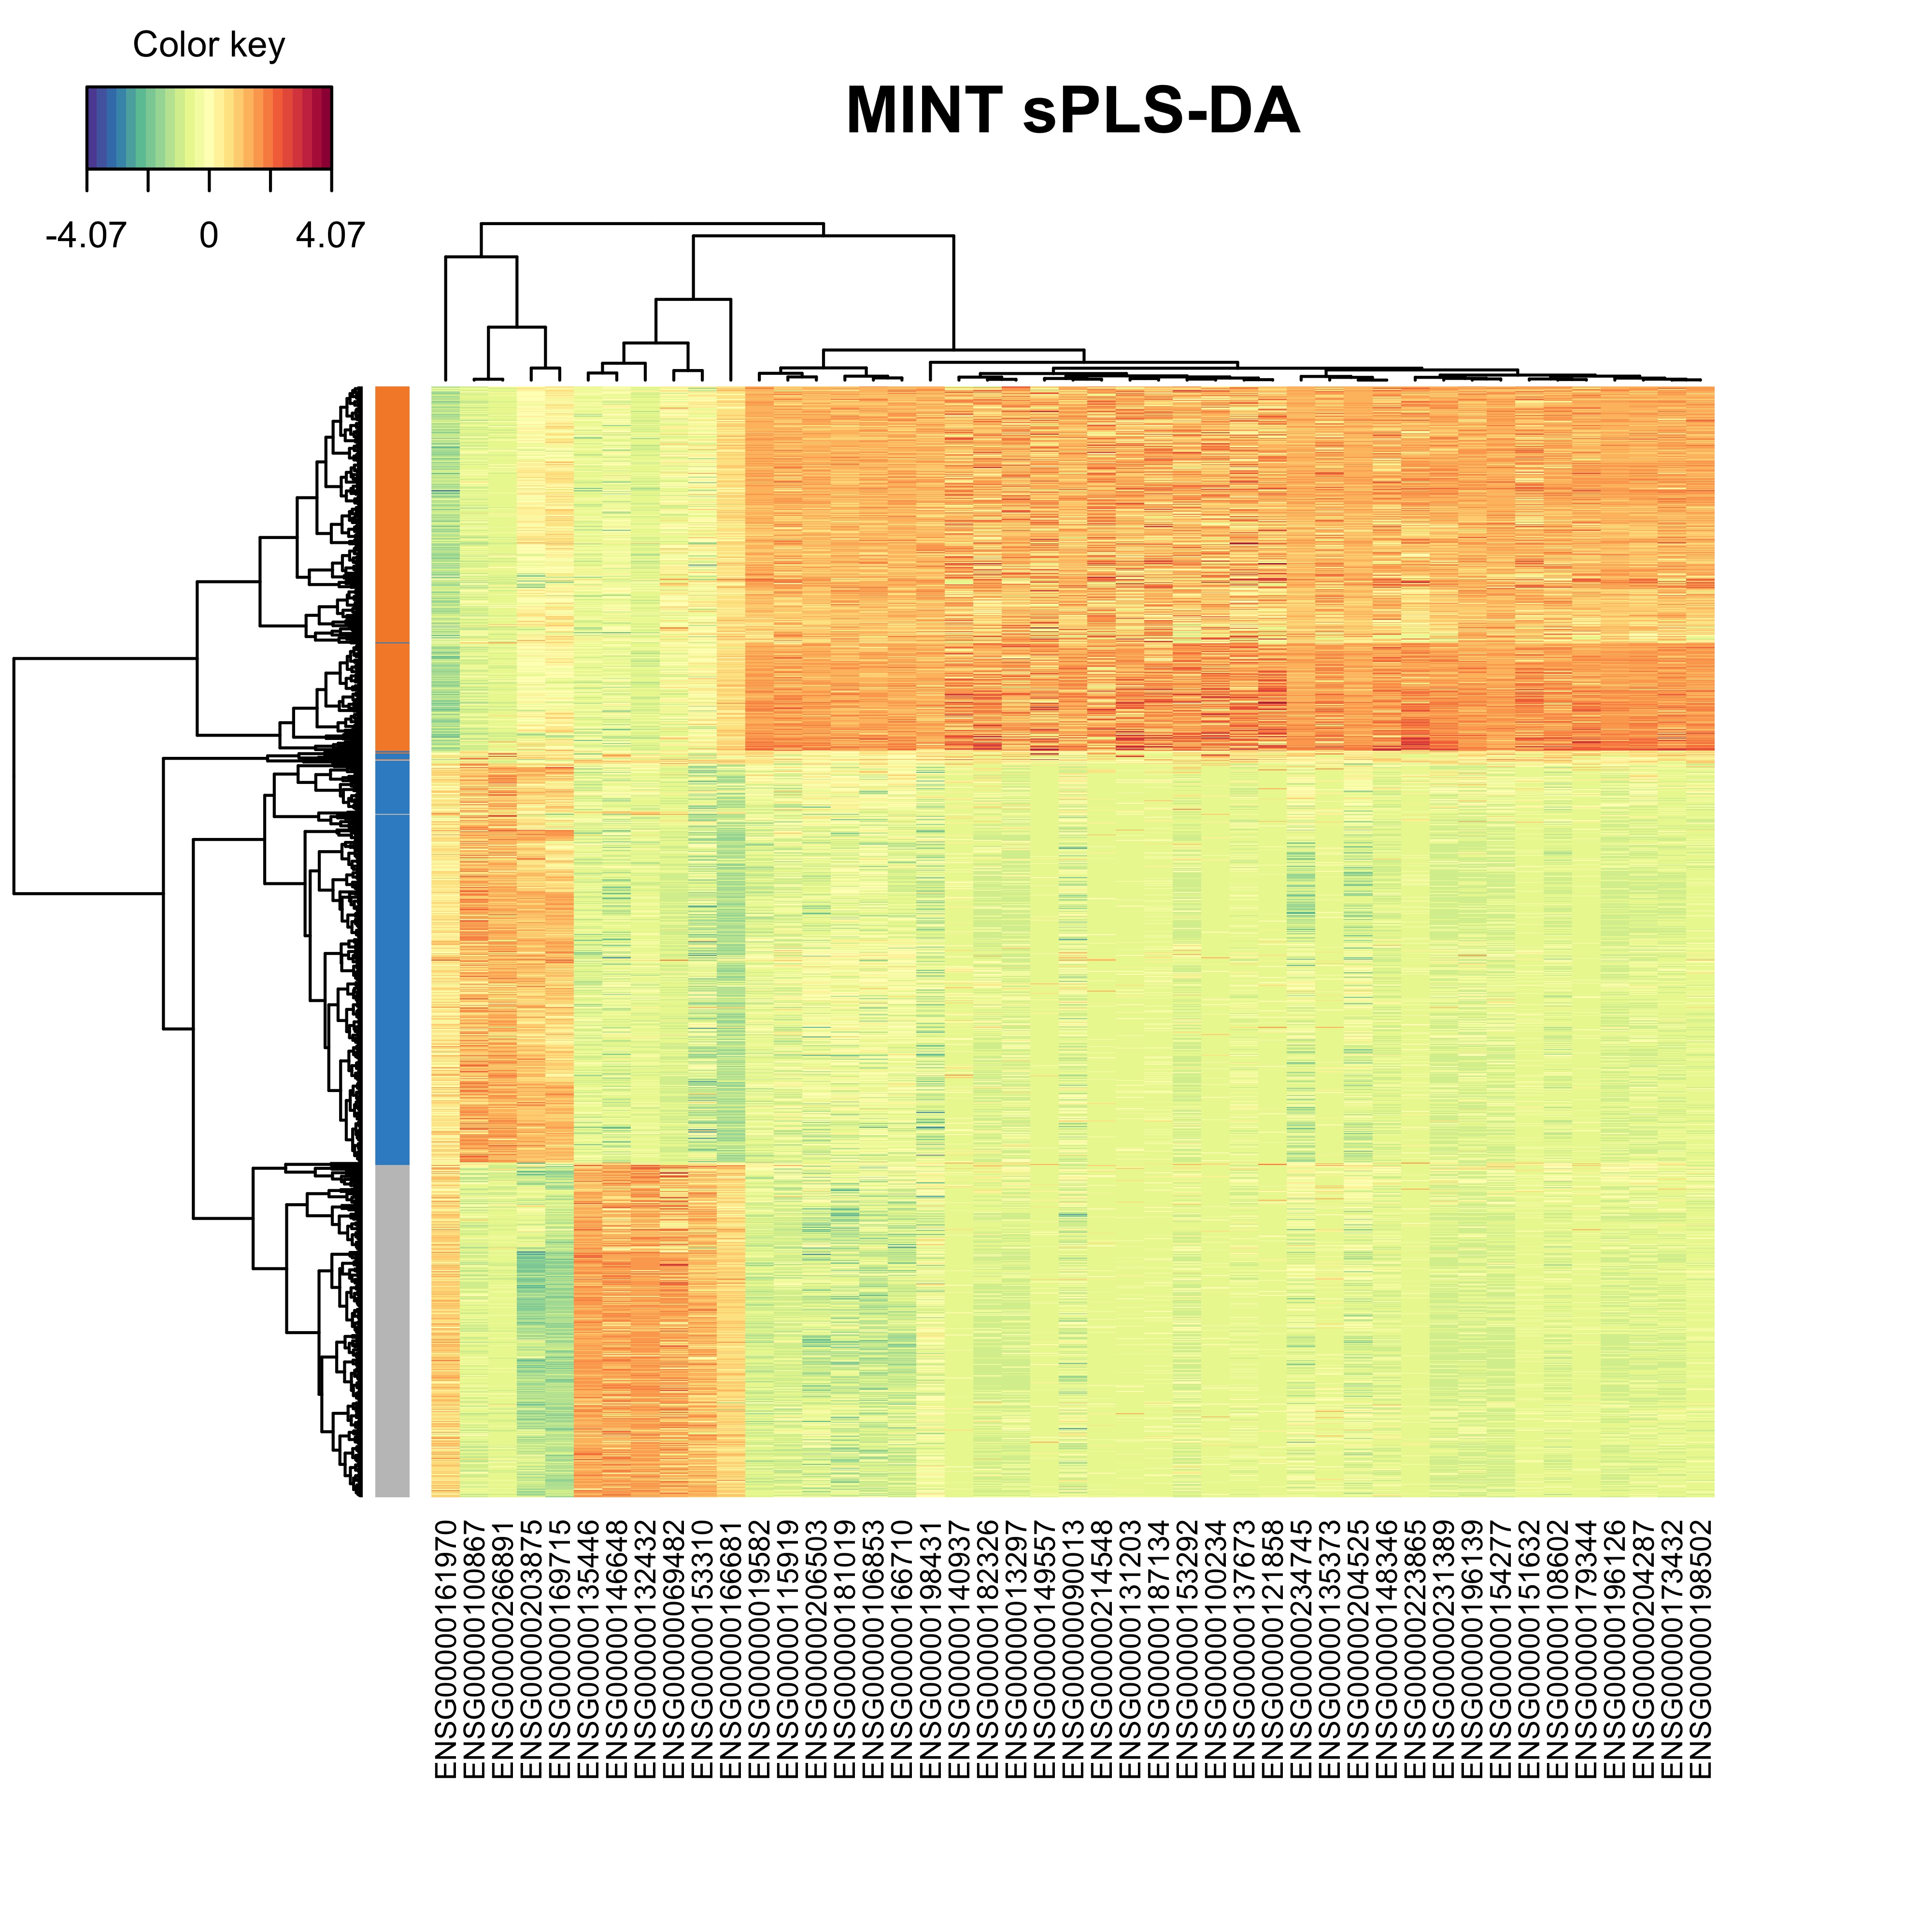 Color key
-4.07 0 4.07
MINT sPLS-DA
ENSG00000161970
ENSG00000100867
ENSG00000266891
ENSG00000203875
ENSG00000169715
ENSG00000135446
ENSG00000146648
ENSG00000132432
ENSG00000069482
ENSG00000153310
ENSG00000166681
ENSG00000019582
ENSG00000115919
ENSG00000206503
ENSG00000181019
ENSG00000106853
ENSG00000166710
ENSG00000198431
ENSG00000140937
ENSG00000182326
ENSG00000013297
ENSG00000149557
ENSG00000090013
ENSG00000214548
ENSG00000131203
ENSG00000187134
ENSG00000153292
ENSG00000100234
ENSG00000137673
ENSG00000121858
ENSG00000234745
ENSG00000135373
ENSG00000204525
ENSG00000148346
ENSG00000223865
ENSG00000231389
ENSG00000196139
ENSG00000154277
ENSG00000151632
ENSG00000108602
ENSG00000179344
ENSG00000196126
ENSG00000204287
ENSG00000173432
ENSG00000198502